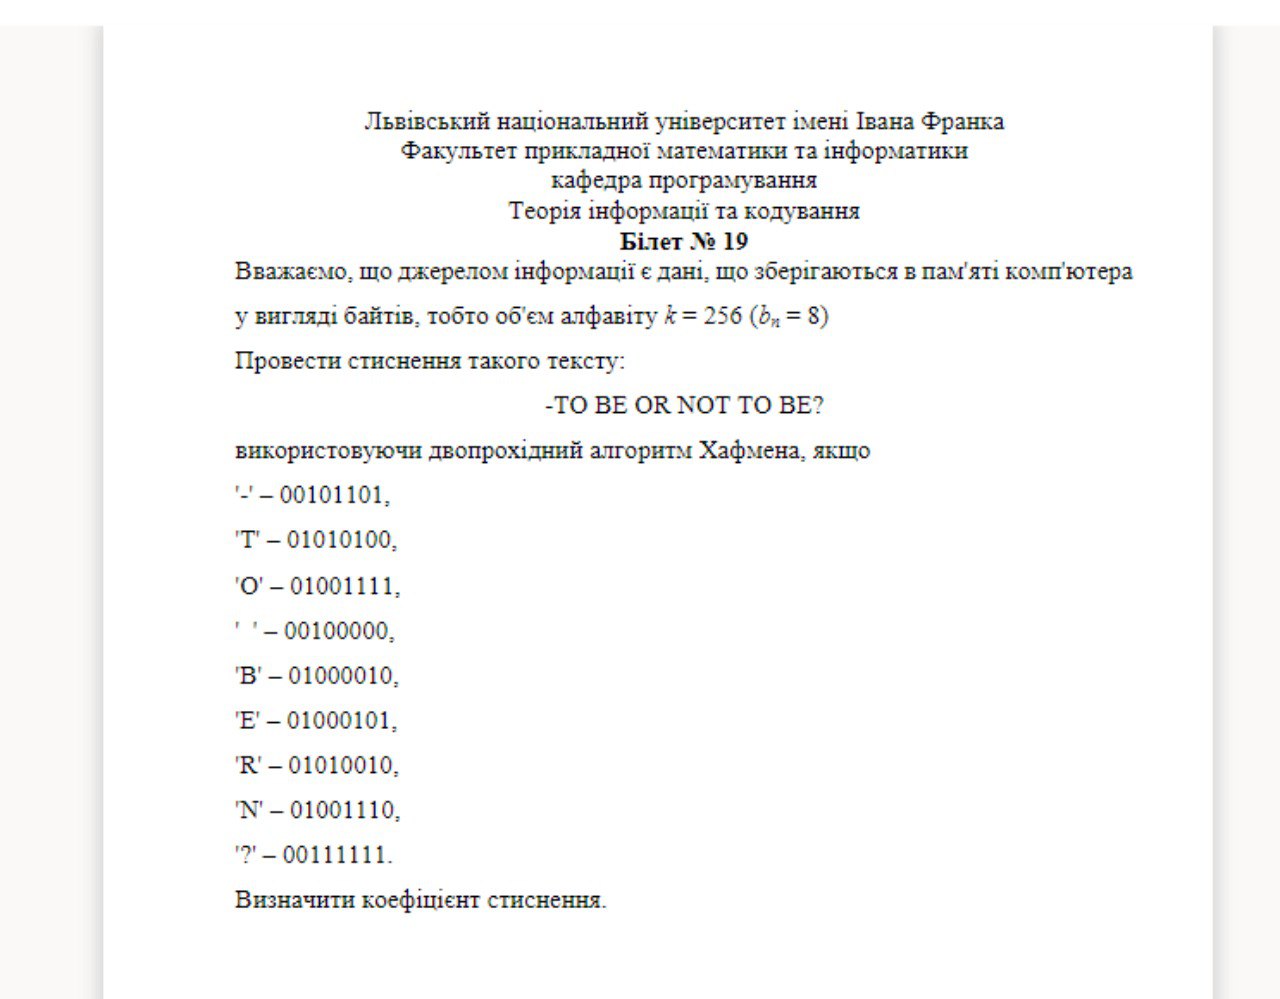 Львівський національний університет імені Івана Франка
Факультет прикладної математики та інформатики
кафедра програмування
Теорія інформації та кодування
Білет № 19
Вважаємо, що джерелом інформації є дані, що зберігаються в пам'яті комп'ютера
у вигляді байтів, тобто об'єм алфавіту k = 256 (bₙ = 8)
Провести стиснення такого тексту:
-TO BE OR NOT TO BE?
використовуючи двопрохідний алгоритм Хафмена, якщо
'-' – 00101101,
'T' – 01010100,
'O' – 01001111,
' ' – 00100000,
'B' – 01000010,
'E' – 01000101,
'R' – 01010010,
'N' – 01001110,
'?' – 00111111.
Визначити коефіцієнт стиснення.